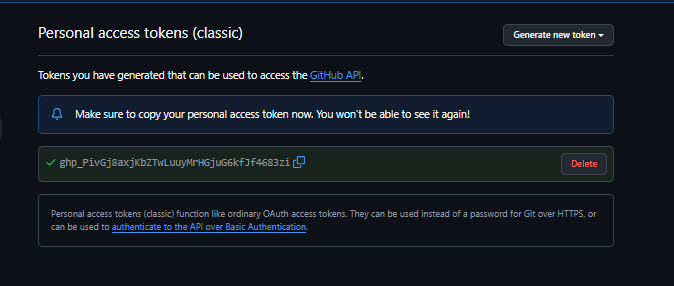 Personal access tokens (classic)
Generate new token
Tokens you have generated that can be used to access the GitHub API.
Make sure to copy your personal access token now. You won't be able to see it again!
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
Delete
Personal access tokens (classic) function like ordinary OAuth access tokens. They can be used instead of a password for Git over HTTPS, or
can be used to authenticate to the API over Basic Authentication.